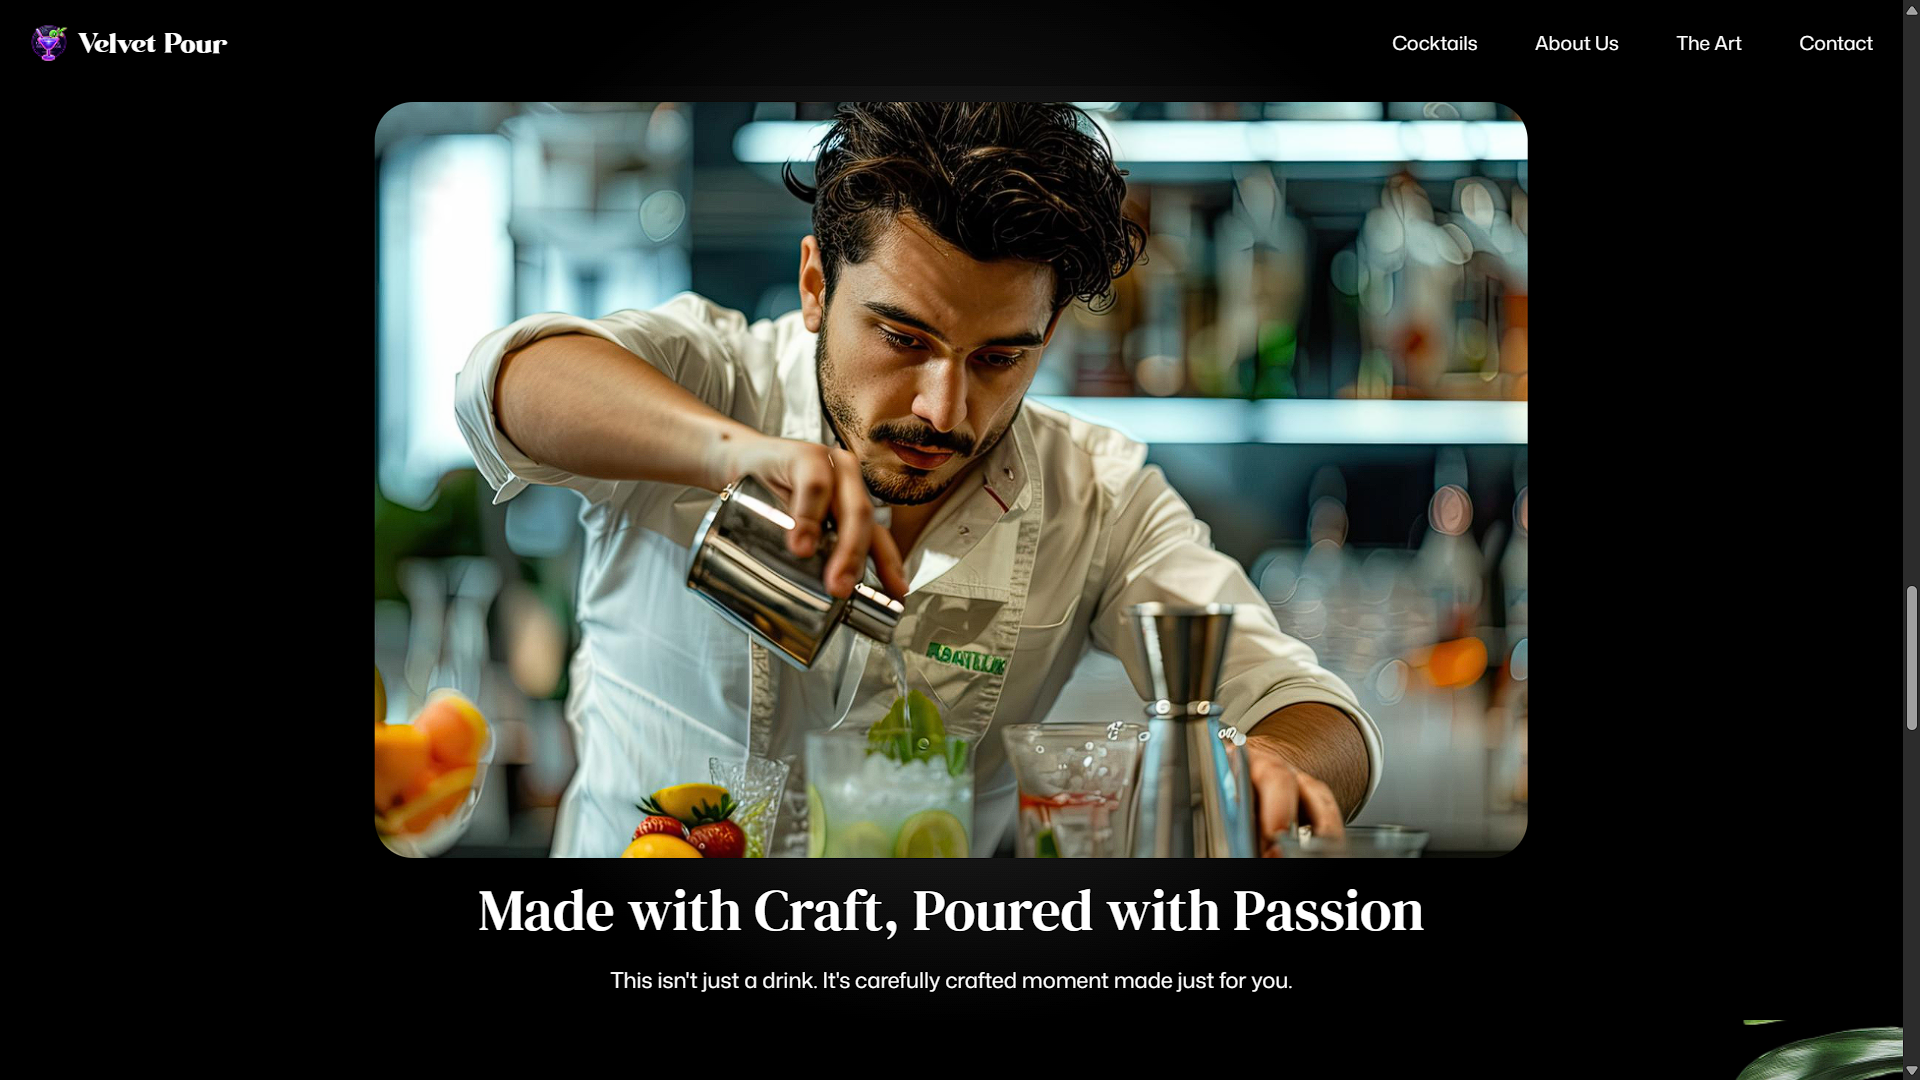 Velvet Pour
Cocktails
About Us
The Art
Contact
Made with Craft, Poured with Passion
This isn't just a drink. It's carefully crafted moment made just for you.